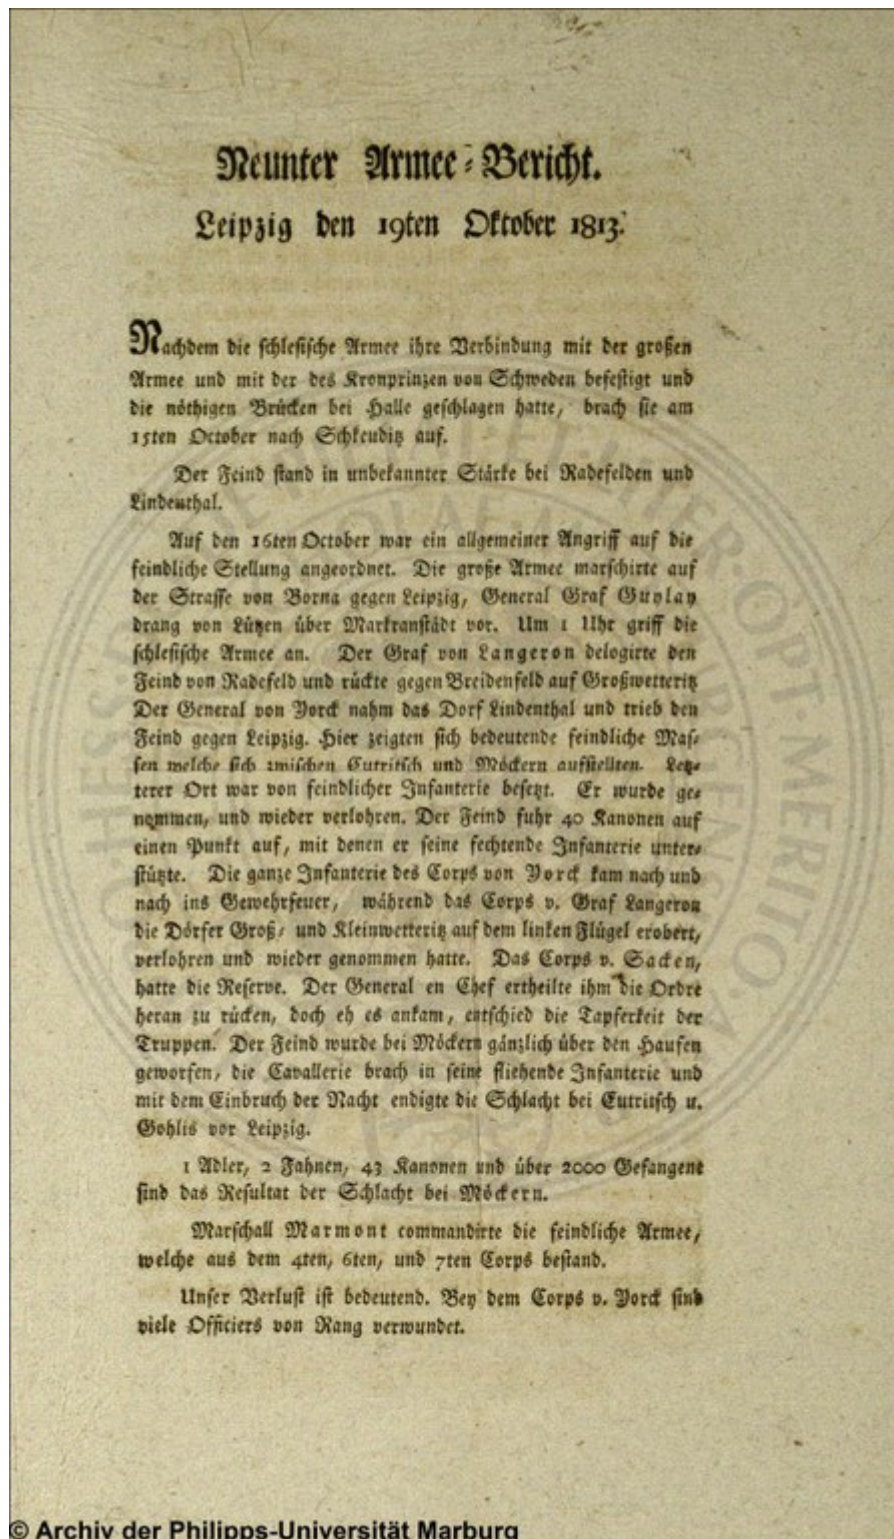 Neunter Armee-Bericht.
Leipzig den 19ten Oktober 1813.
Nachdem die schlesische Armee ihre Verbindung mit der großen
Armee und mit der des Kronprinzen von Schweden befestigt und
die nöthigen Brücken bei Halle geschlagen hatte, brach sie am
15ten October nach Schkeuditz auf.
Der Feind stand in unbekannter Stärke bei Radefelden und
Lindenthal.
Auf den 16ten October war ein allgemeiner Angriff auf die
feindliche Stellung angeordnet. Die große Armee marschirte auf
der Strasse von Borna gegen Leipzig, General Graf Guylay
drang von Lützen über Markranstädt vor. Um 1 Uhr griff die
schlesische Armee an. Der Graf von Langeron delogirte den
Feind von Radefeld und rückte gegen Breidenfeld auf Großwetteritz
Der General von Yorck nahm das Dorf Lindenthal und trieb den
Feind gegen Leipzig. Hier zeigten sich bedeutende feindliche Mas-
sen welche sich zwischen Eutritsch und Möckern aufstellten. Letz-
terer Ort war von feindlicher Infanterie besetzt. Er wurde ge-
nommen, und wieder verlohren. Der Feind fuhr 40 Kanonen auf
einen Punkt auf, mit denen er seine fechtende Infanterie unter-
stützte. Die ganze Infanterie des Corps von Yorck kam nach und
nach ins Gewehrfeuer, während das Corps v. Graf Langeron
die Dörfer Groß- und Kleinwetteritz auf dem linken Flügel erobert,
verlohren und wieder genommen hatte. Das Corps v. Sacken,
hatte die Reserve. Der General en Chef ertheilte ihm die Ordre
heran zu rücken, doch eh es ankam, entschied die Tapferkeit der
Truppen. Der Feind wurde bei Möckern gänzlich über den Haufen
geworfen, die Cavallerie brach in seine fliehende Infanterie und
mit dem Einbruch der Nacht endigte die Schlacht bei Eutritsch u.
Gohlis vor Leipzig.
1 Adler, 2 Fahnen, 43 Kanonen und über 2000 Gefangene
sind das Resultat der Schlacht bei Möckern.
Marschall Marmont commandirte die feindliche Armee,
welche aus dem 4ten, 6ten, und 7ten Corps bestand.
Unser Verlust ist bedeutend. Bey dem Corps v. Yorck sind
viele Officiers von Rang verwundet.
© Archiv der Philipps-Universität Marburg